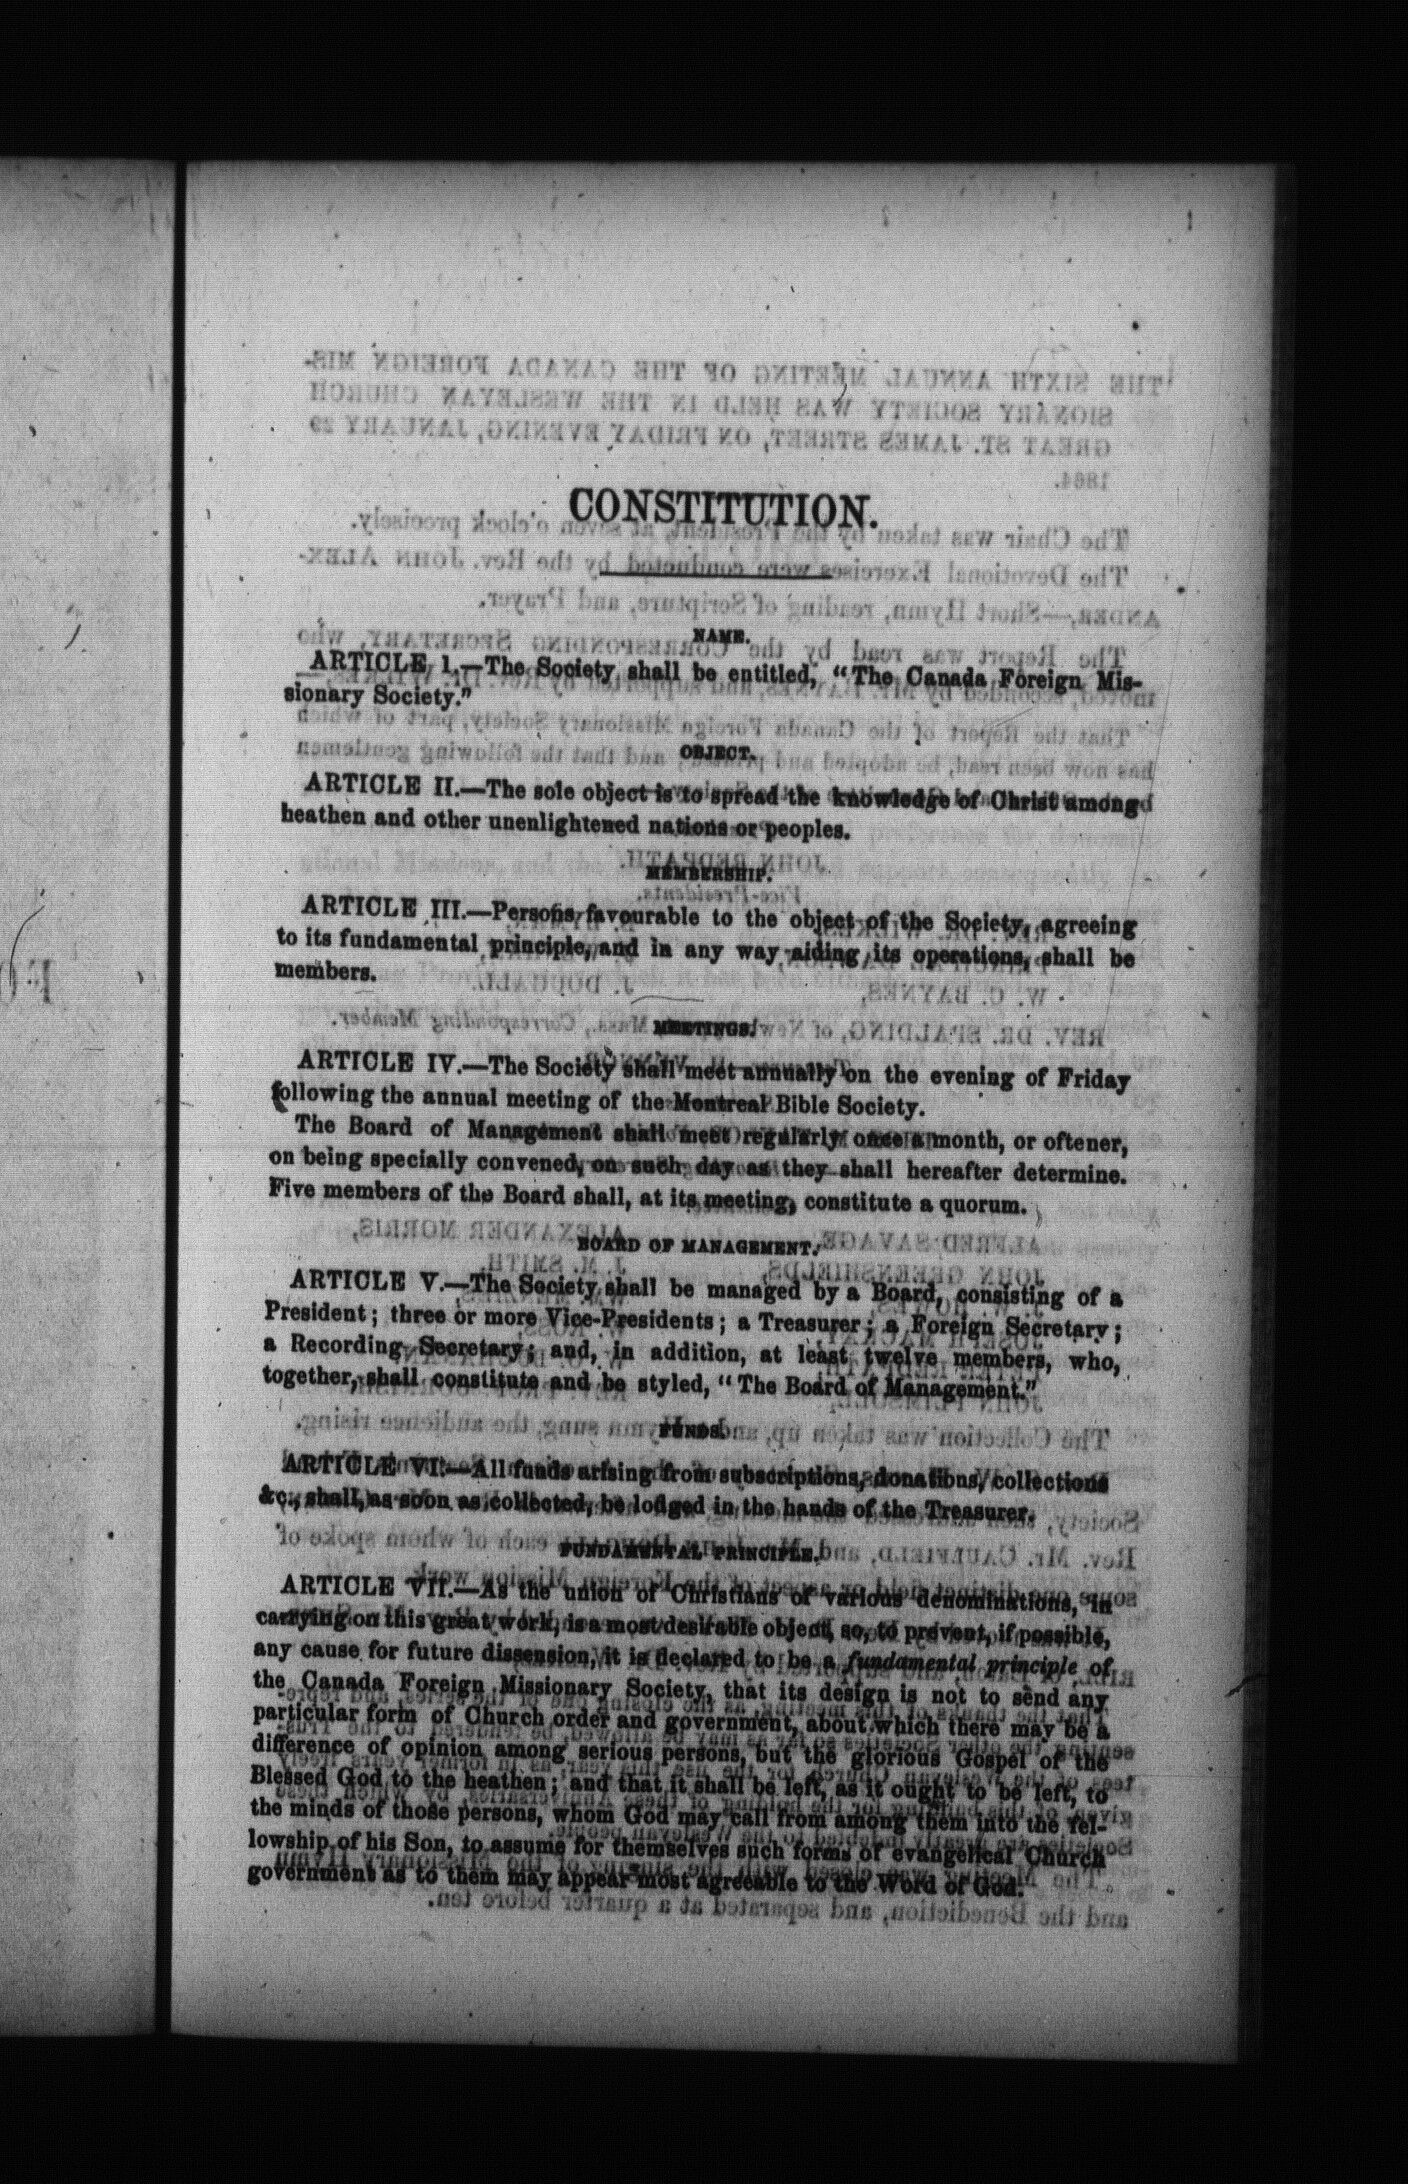 CONSTITUTION.
NAME.
ARTICLE I.—The Society shall be entitled, “The Canada Foreign Mis-
sionary Society.”
OBJECT.
ARTICLE II.—The sole object is to spread the knowledge of Christ among
heathen and other unenlightened nations or peoples.
MEMBERSHIP.
ARTICLE III.—Persons favourable to the object of the Society, agreeing
to its fundamental principle, and in any way aiding its operations, shall be
members.
MEETINGS.
ARTICLE IV.—The Society shall meet annually on the evening of Friday
following the annual meeting of the Montreal Bible Society.
The Board of Management shall meet regularly once a month, or oftener,
on being specially convened, on such day as they shall hereafter determine.
Five members of the Board shall, at its meeting, constitute a quorum.
BOARD OF MANAGEMENT.
ARTICLE V.—The Society shall be managed by a Board, consisting of a
President; three or more Vice-Presidents; a Treasurer; a Foreign Secretary;
a Recording Secretary; and, in addition, at least twelve members, who,
together, shall constitute and be styled, “The Board of Management.”
FUNDS.
ARTICLE VI.—All funds arising from subscriptions, donations, collections
&c., shall, as soon as collected, be lodged in the hands of the Treasurer.
FUNDAMENTAL PRINCIPLE.
ARTICLE VII.—As the union of Christians of various denominations, in
carrying on this great work, is a most desirable object, so, to prevent, if possible,
any cause for future dissension, it is declared to be a fundamental principle of
the Canada Foreign Missionary Society, that its design is not to send any
particular form of Church order and government, about which there may be a
difference of opinion among serious persons, but the glorious Gospel of the
Blessed God to the heathen; and that it shall be left, as it ought to be left, to
the minds of those persons, whom God may call from among them into the fel-
lowship of his Son, to assume for themselves such forms of evangelical Church
government as to them may appear most agreeable to the Word of God.